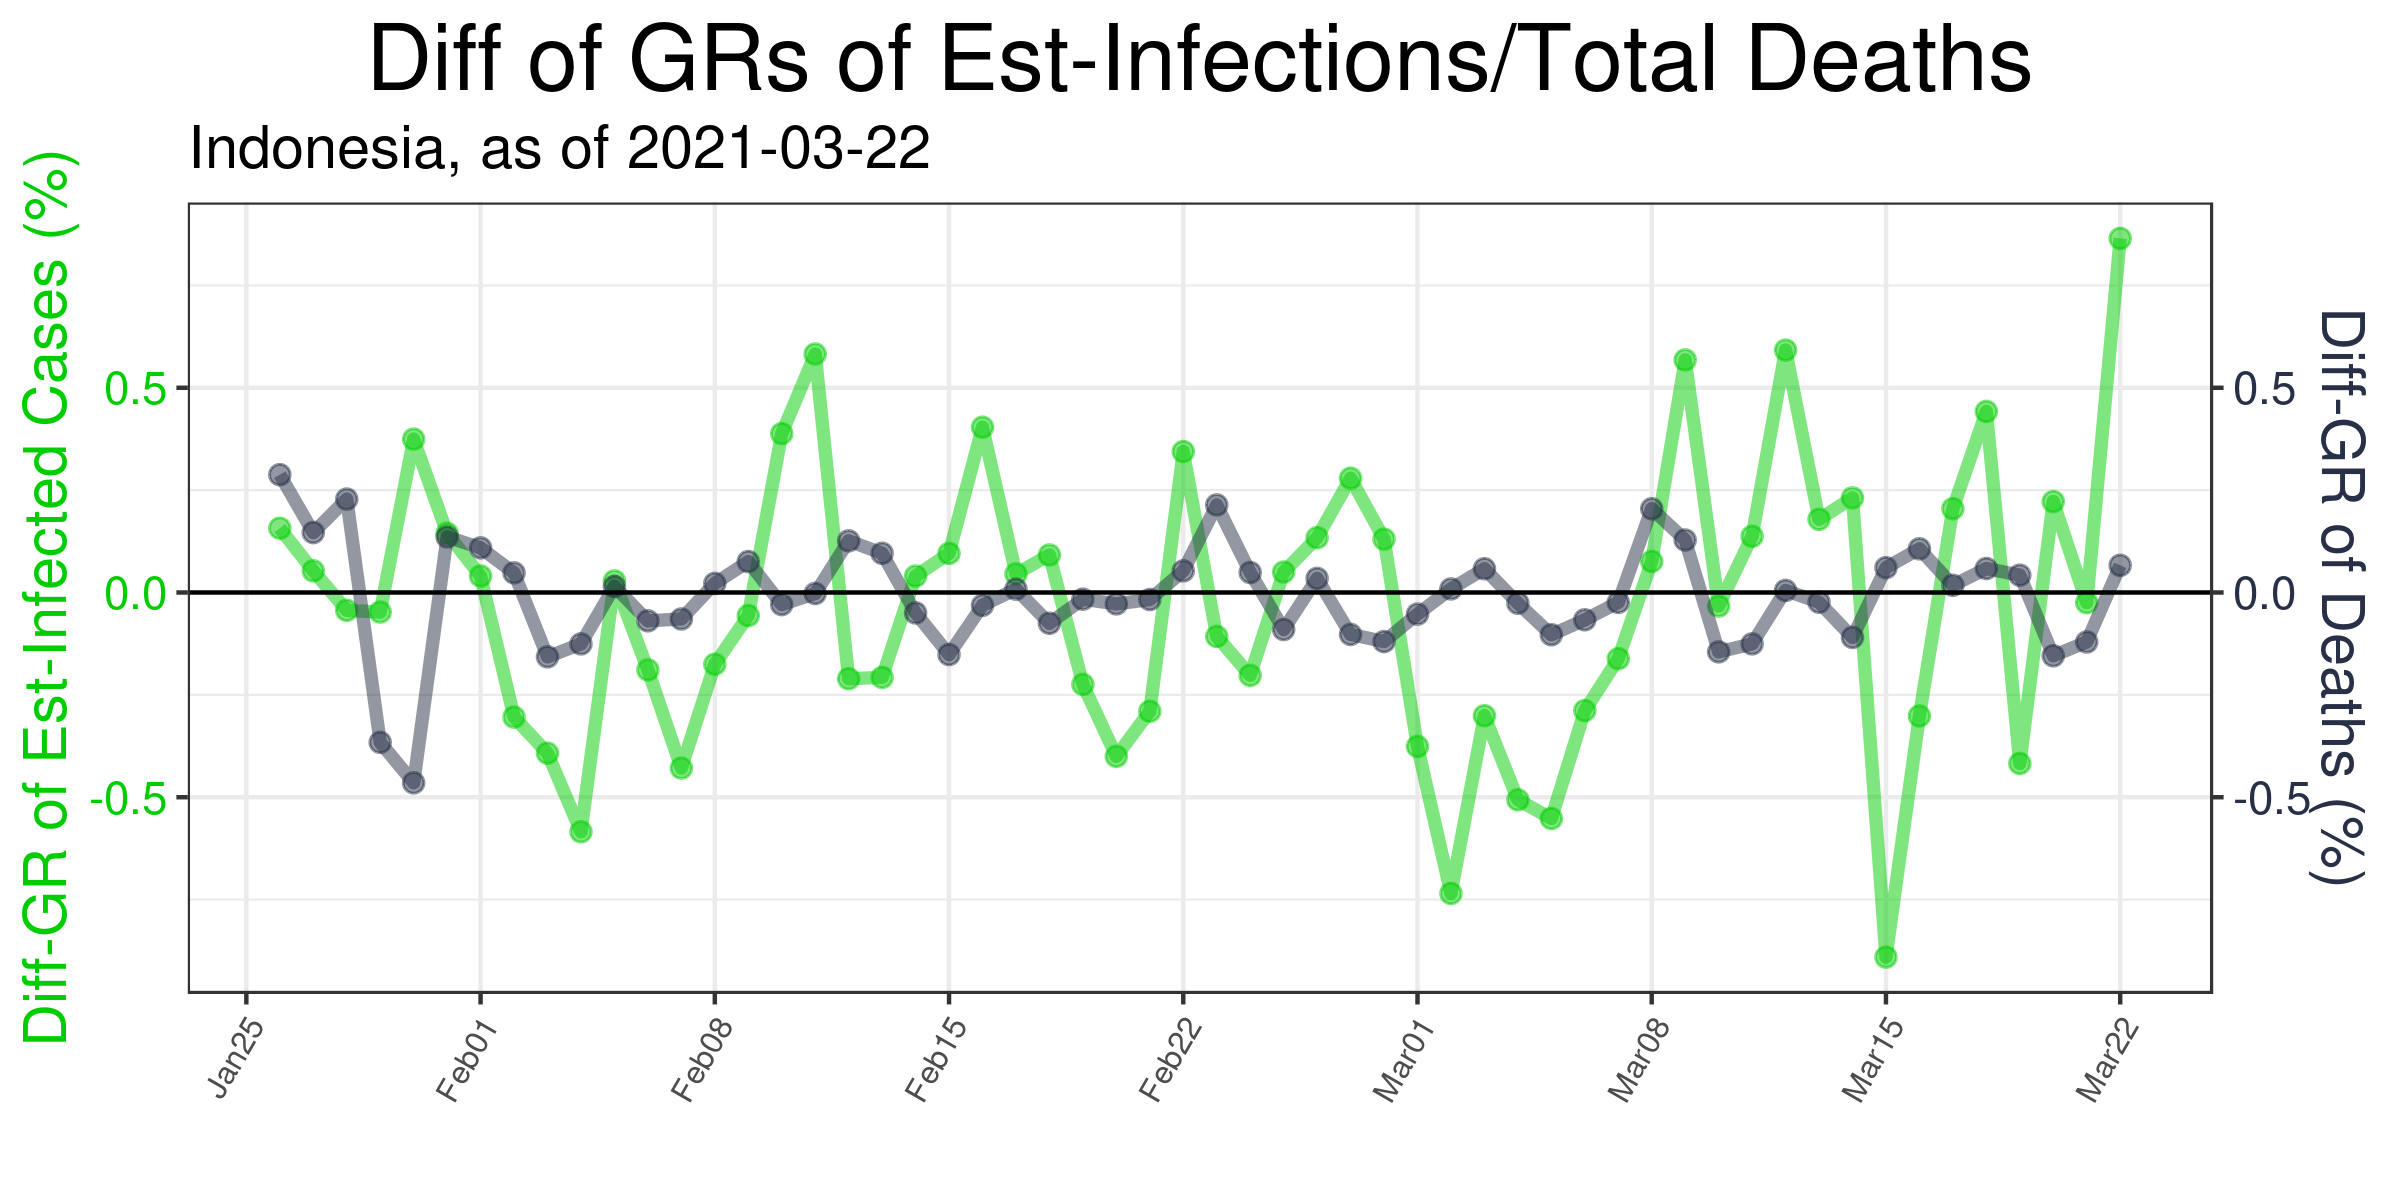 Diff of GRs of Est-Infections/Total Deaths
Indonesia, as of 2021-03-22
Diff-GR of Est-Infected Cases (%)
0.5
0.0
-0.5
0.5
0.0
-0.5
Diff-GR of Deaths (%)
Jan25
Feb01
Feb08
Feb15
Feb22
Mar01
Mar08
Mar15
Mar22